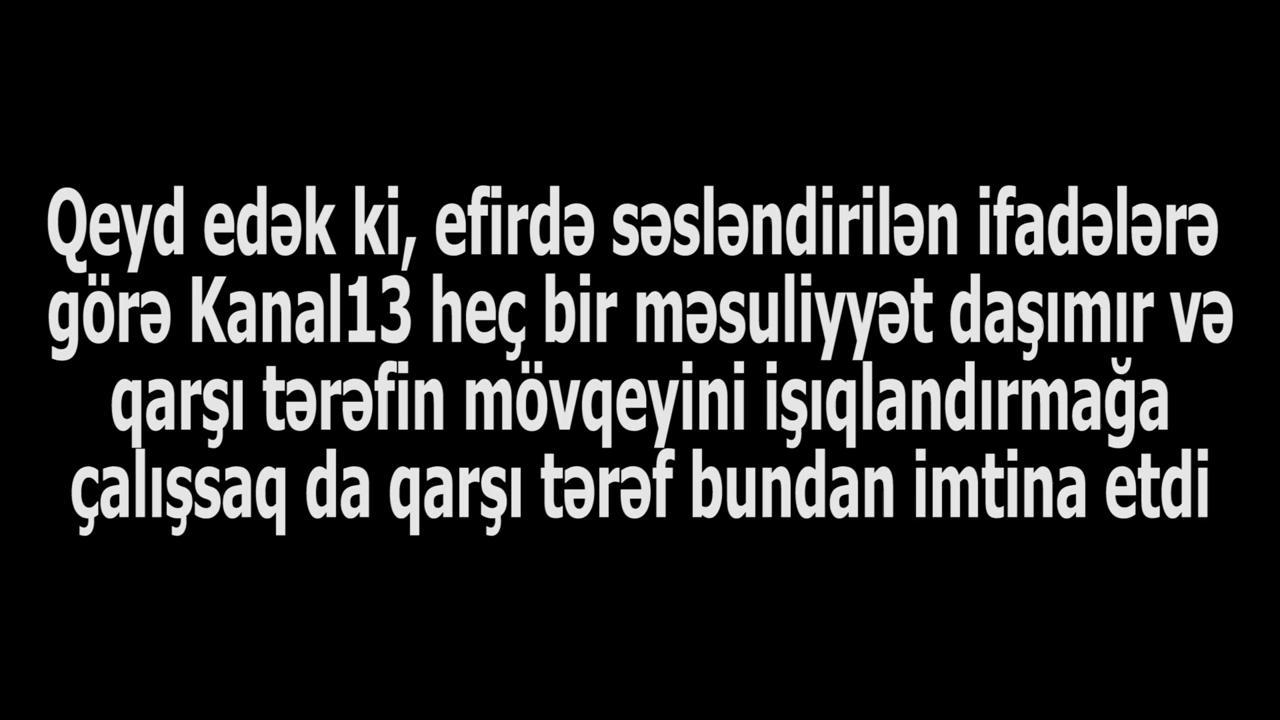 Qeyd edək ki, efirdə səsləndirilən ifadələrə
görə Kanal13 heç bir məsuliyyət daşımır və
qarşı tərəfin mövqeyini işıqlandırmağa
çalışsaq da qarşı tərəf bundan imtina etdi